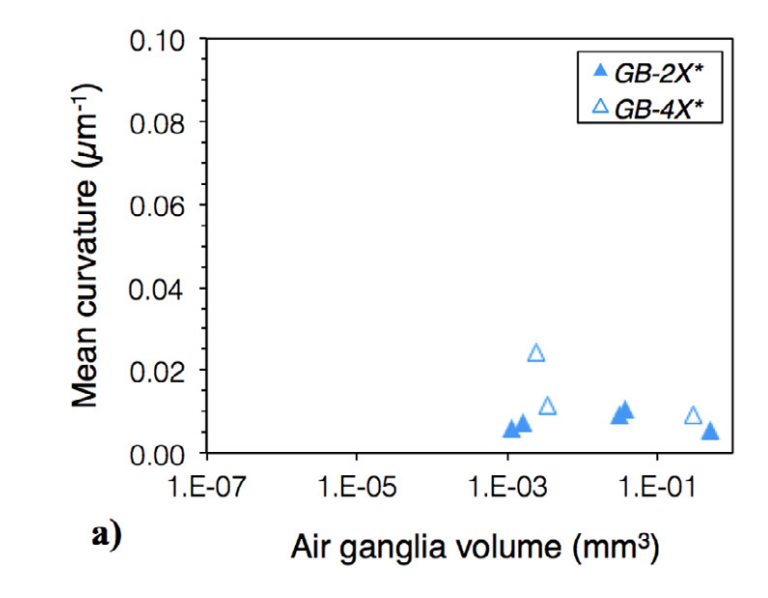 0.10
0.08
0.06
0.04
0.02
0.00
Mean curvature (µm-1)
GB-2X*
GB-4X*
1.E-07 1.E-05 1.E-03 1.E-01
a)
Air ganglia volume (mm³)